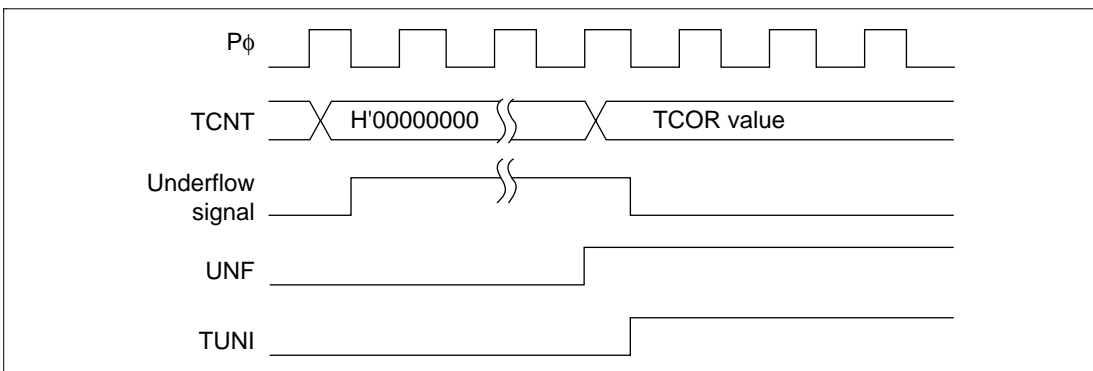 Pϕ
TCNT
H'00000000
TCOR value
Underflow
signal
UNF
TUNI